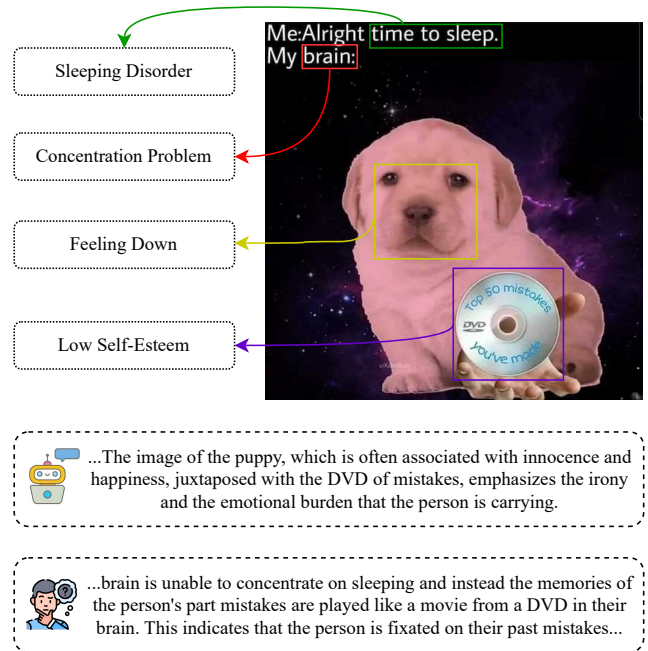 Me:Alright time to sleep.
My brain:
Sleeping Disorder
Concentration Problem
Feeling Down
Low Self-Esteem
Top 50 mistakes
DVD
you've made
...The image of the puppy, which is often associated with innocence and
happiness, juxtaposed with the DVD of mistakes, emphasizes the irony
and the emotional burden that the person is carrying.
?
...brain is unable to concentrate on sleeping and instead the memories of
the person's part mistakes are played like a movie from a DVD in their
brain. This indicates that the person is fixated on their past mistakes...